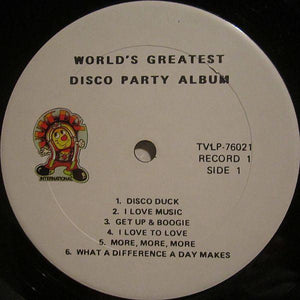 WORLD'S GREATEST
DISCO PARTY ALBUM
TVLP-76021
RECORD 1
SIDE 1
INTERNATIONAL
1. DISCO DUCK
2. I LOVE MUSIC
3. GET UP & BOOGIE
4. I LOVE TO LOVE
5. MORE, MORE, MORE
6. WHAT A DIFFERENCE A DAY MAKES